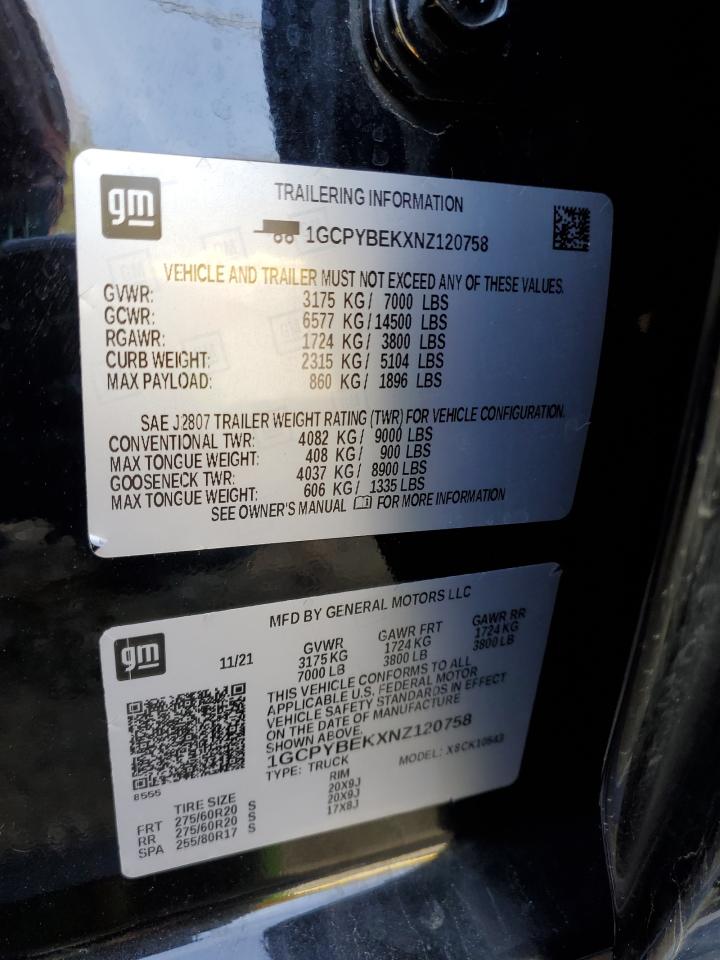 gm
TRAILERING INFORMATION
1GCPYBEKXNZ120758
VEHICLE AND TRAILER MUST NOT EXCEED ANY OF THESE VALUES.
GVWR: 3175 KG/ 7000 LBS
GCWR: 6577 KG/14500 LBS
RGAWR: 1724 KG/ 3800 LBS
CURB WEIGHT: 2315 KG/ 5104 LBS
MAX PAYLOAD: 860 KG/ 1896 LBS
SAE J2807 TRAILER WEIGHT RATING (TWR) FOR VEHICLE CONFIGURATION.
CONVENTIONAL TWR: 4082 KG/ 9000 LBS
MAX TONGUE WEIGHT: 408 KG/ 900 LBS
GOOSENECK TWR: 4037 KG/ 8900 LBS
MAX TONGUE WEIGHT: 606 KG/ 1335 LBS
SEE OWNER'S MANUAL FOR MORE INFORMATION
gm
MFD BY GENERAL MOTORS LLC
11/21
GVWR GAWR FRT GAWR RR
3175 KG 1724 KG 1724 KG
7000 LB 3800 LB 3800 LB
THIS VEHICLE CONFORMS TO ALL
APPLICABLE U.S. FEDERAL MOTOR
VEHICLE SAFETY STANDARDS IN EFFECT
ON THE DATE OF MANUFACTURE
SHOWN ABOVE.
1GCPYBEKXNZ120758
TYPE: TRUCK MODEL: X8CK10543
8555
TIRE SIZE RIM
FRT 275/60R20 S 20X9J
RR 275/60R20 S 20X9J
SPA 255/80R17 S 17X8J